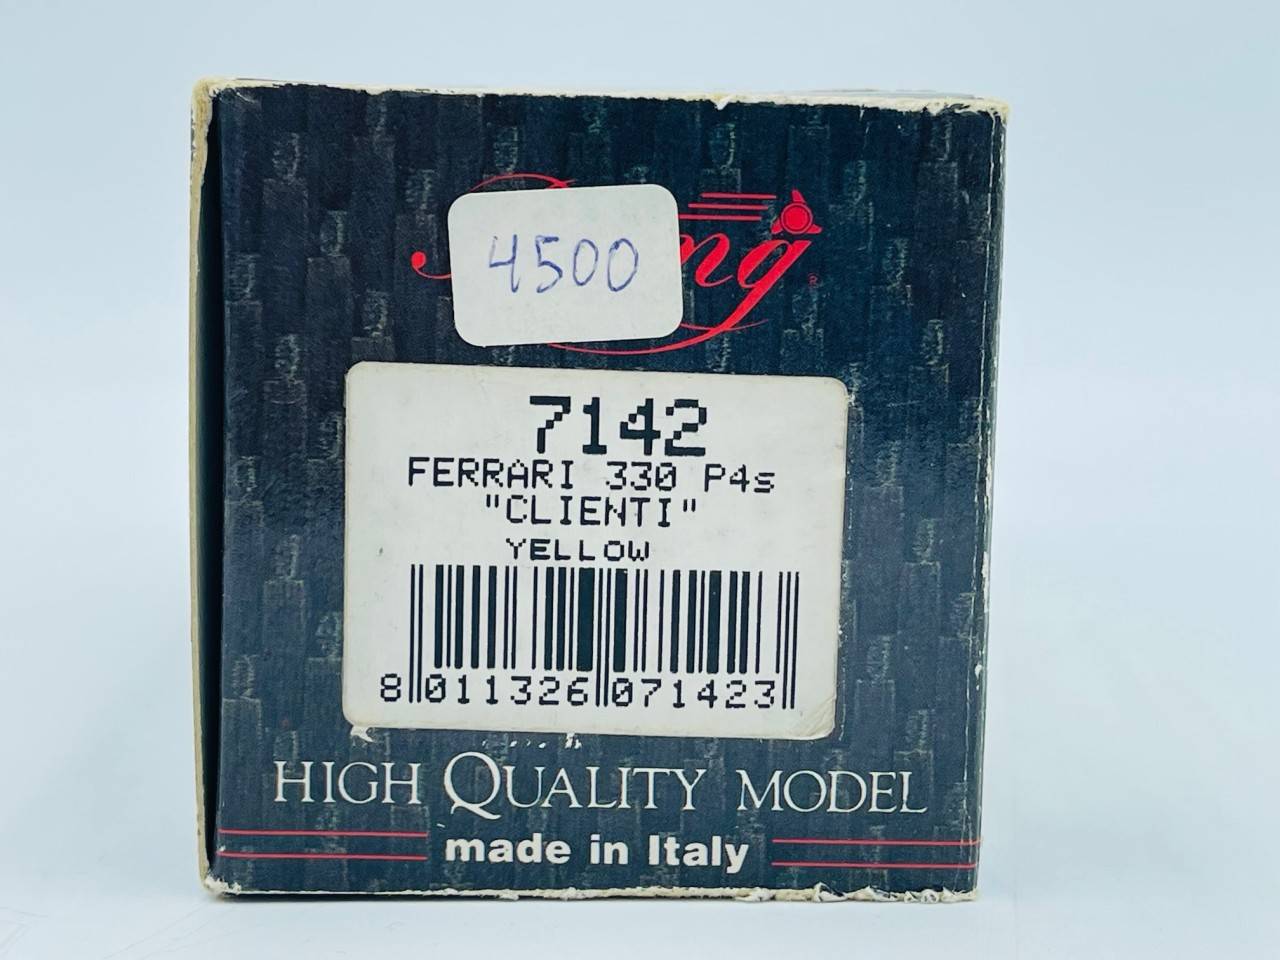 4500
7142
FERRARI 330 P4s
"CLIENTI"
YELLOW
8 011326 071423
HIGH QUALITY MODEL
made in Italy